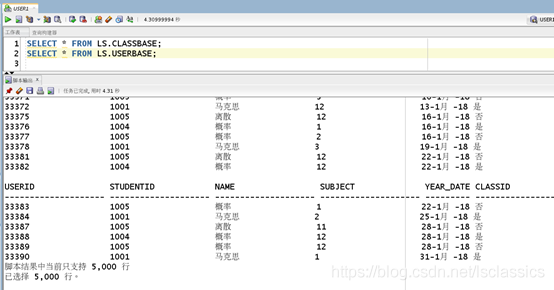 USER1
4.30999994 秒
USER1
工作表 查询构建器
1 SELECT * FROM LS.CLASSBASE;
2 SELECT * FROM LS.USERBASE;
3
脚本输出
任务已完成,用时 4.31 秒
33372 1001 马克思 12 13-1月 -18 是
33375 1005 离散 12 16-1月 -18 否
33376 1004 概率 1 16-1月 -18 是
33377 1005 概率 2 16-1月 -18 否
33378 1001 马克思 3 19-1月 -18 是
33381 1005 离散 12 22-1月 -18 否
33382 1004 概率 12 22-1月 -18 是
USERID STUDENTID NAME SUBJECT YEAR_DATE CLASSID
33383 1005 概率 1 22-1月 -18 否
33384 1001 马克思 2 25-1月 -18 是
33387 1005 离散 11 28-1月 -18 否
33388 1004 概率 12 28-1月 -18 是
33389 1005 概率 12 28-1月 -18 否
33390 1001 马克思 1 31-1月 -18 是
脚本结果中当前只支持 5,000 行
已选择 5,000 行。
https://blog.csdn.net/lsclassics